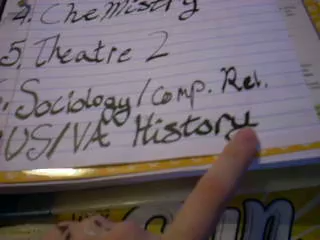 4. Chemistry
5. Theatre 2
Sociology/Comp. Rel.
US/VA History